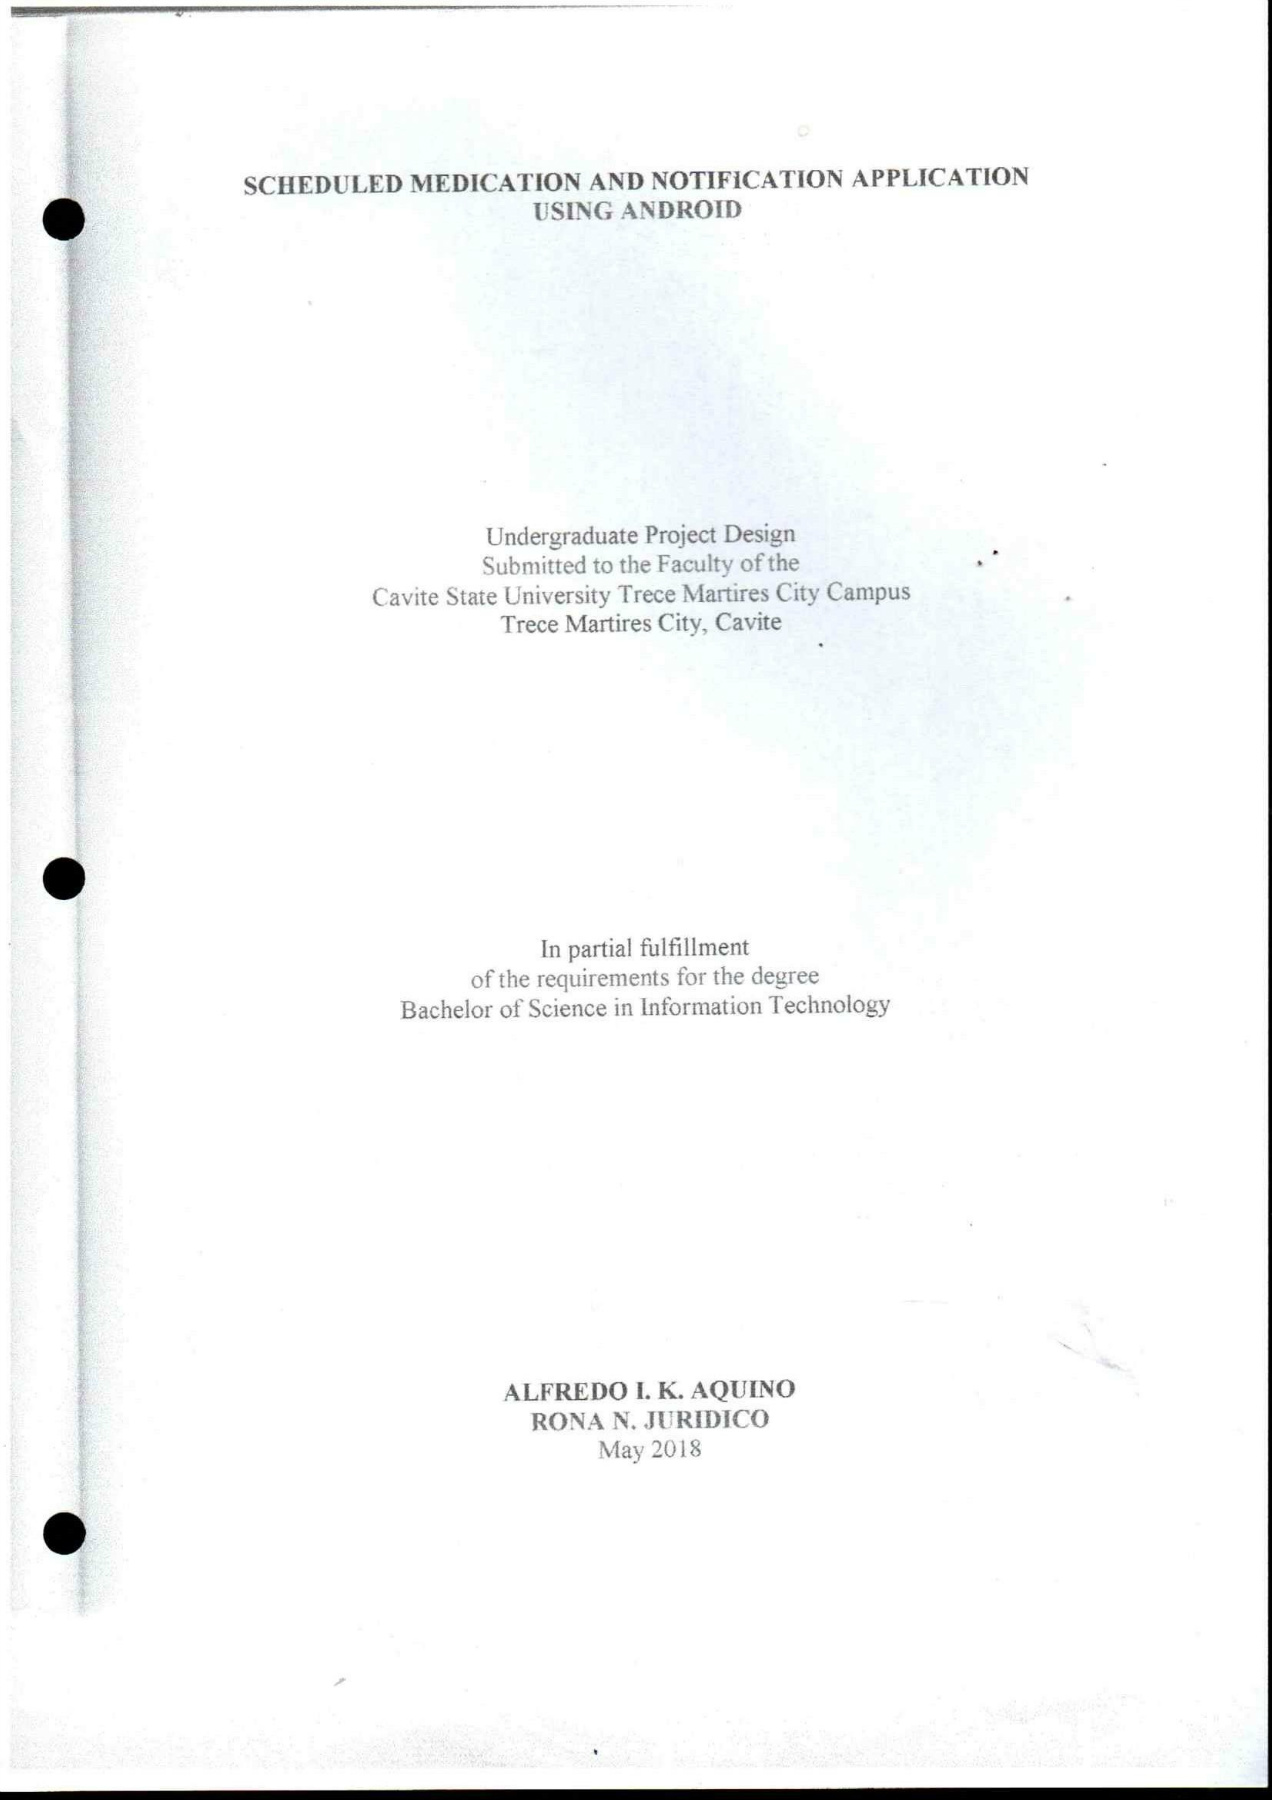 SCHEDULED MEDICATION AND NOTIFICATION APPLICATION
USING ANDROID
Undergraduate Project Design
Submitted to the Faculty of the
Cavite State University Trece Martires City Campus
Trece Martires City, Cavite
In partial fulfillment
of the requirements for the degree
Bachelor of Science in Information Technology
ALFREDO I. K. AQUINO
RONA N. JURIDICO
May 2018